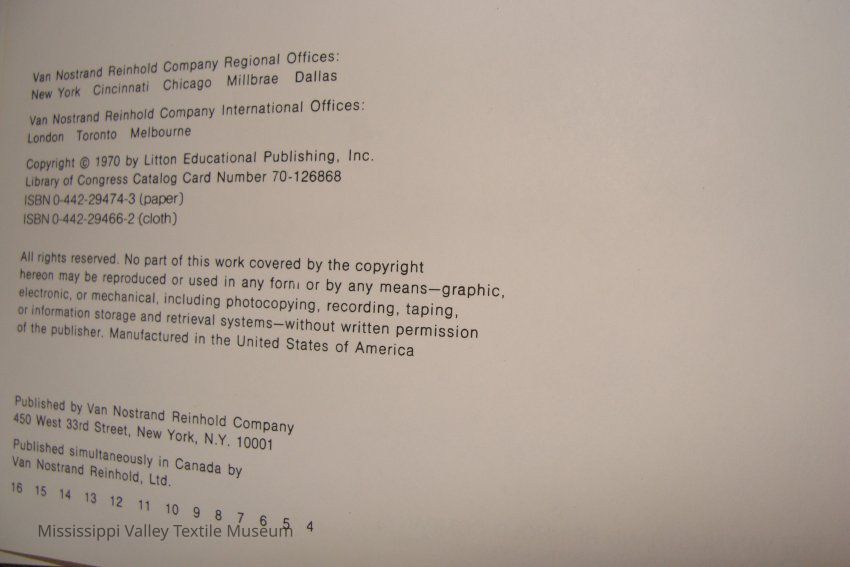 Van Nostrand Reinhold Company Regional Offices:
New York Cincinnati Chicago Millbrae Dallas
Van Nostrand Reinhold Company International Offices:
London Toronto Melbourne
Copyright © 1970 by Litton Educational Publishing, Inc.
Library of Congress Catalog Card Number 70-126868
ISBN 0-442-29474-3 (paper)
ISBN 0-442-29466-2 (cloth)
All rights reserved. No part of this work covered by the copyright
hereon may be reproduced or used in any form or by any means—graphic,
electronic, or mechanical, including photocopying, recording, taping,
or information storage and retrieval systems—without written permission
of the publisher. Manufactured in the United States of America
Published by Van Nostrand Reinhold Company
450 West 33rd Street, New York, N.Y. 10001
Published simultaneously in Canada by
Van Nostrand Reinhold, Ltd.
16 15 14 13 12 11 10 9 8 7 6 5 4
Mississippi Valley Textile Museum